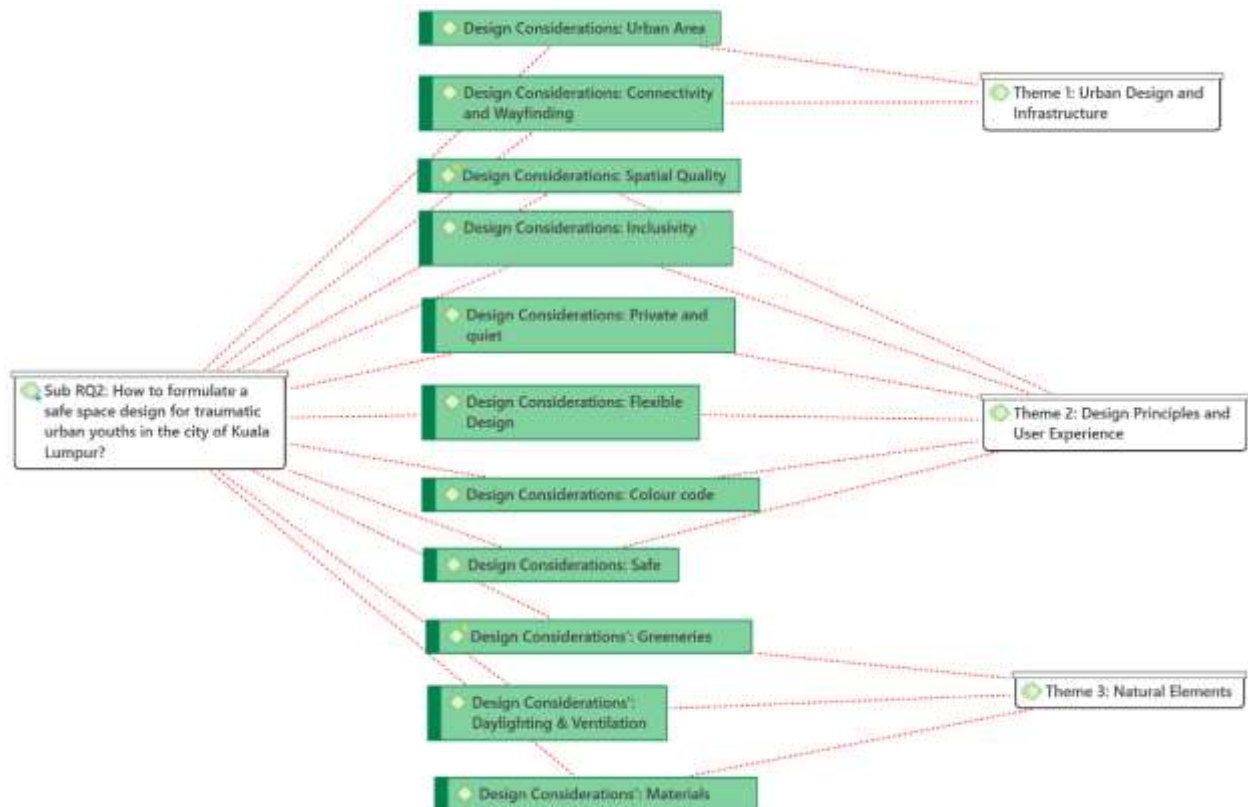 Design Considerations: Urban Area
Design Considerations: Connectivity
and Wayfinding
Theme 1: Urban Design and
Infrastructure
Design Considerations: Spatial Quality
Design Considerations: Inclusivity
Design Considerations: Private and
quiet
Sub RQ2: How to formulate a
safe space design for traumatic
urban youths in the city of Kuala
Lumpur?
Design Considerations: Flexible
Design
Theme 2: Design Principles and
User Experience
Design Considerations: Colour code
Design Considerations: Safe
Design Considerations': Greeneries
Design Considerations':
Daylighting & Ventilation
Theme 3: Natural Elements
Design Considerations': Materials